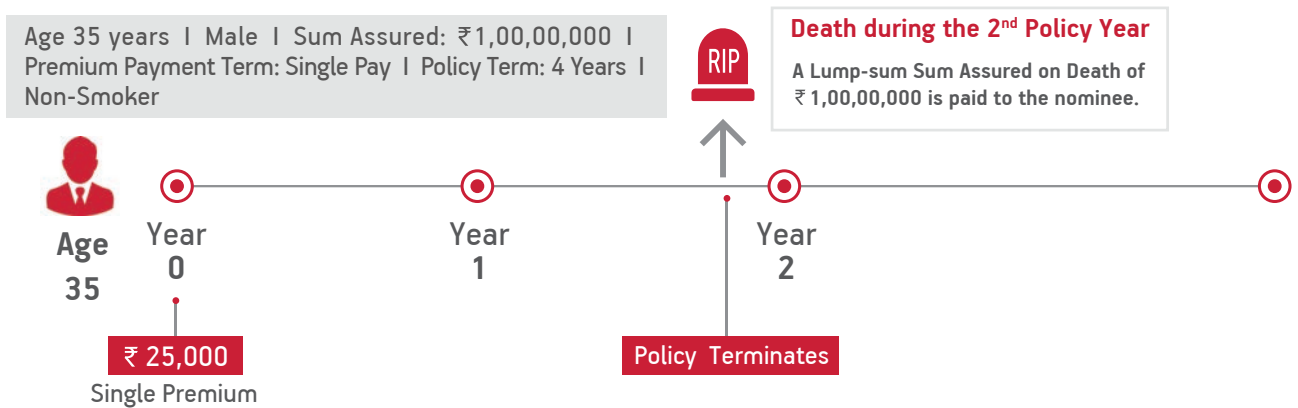 Age 35 years I Male I Sum Assured: ₹1,00,00,000 I
Premium Payment Term: Single Pay I Policy Term: 4 Years I
Non-Smoker
RIP
Death during the 2nd Policy Year
A Lump-sum Sum Assured on Death of
₹ 1,00,00,000 is paid to the nominee.
Age
35
Year
0
Year
1
Year
2
₹ 25,000
Single Premium
Policy Terminates